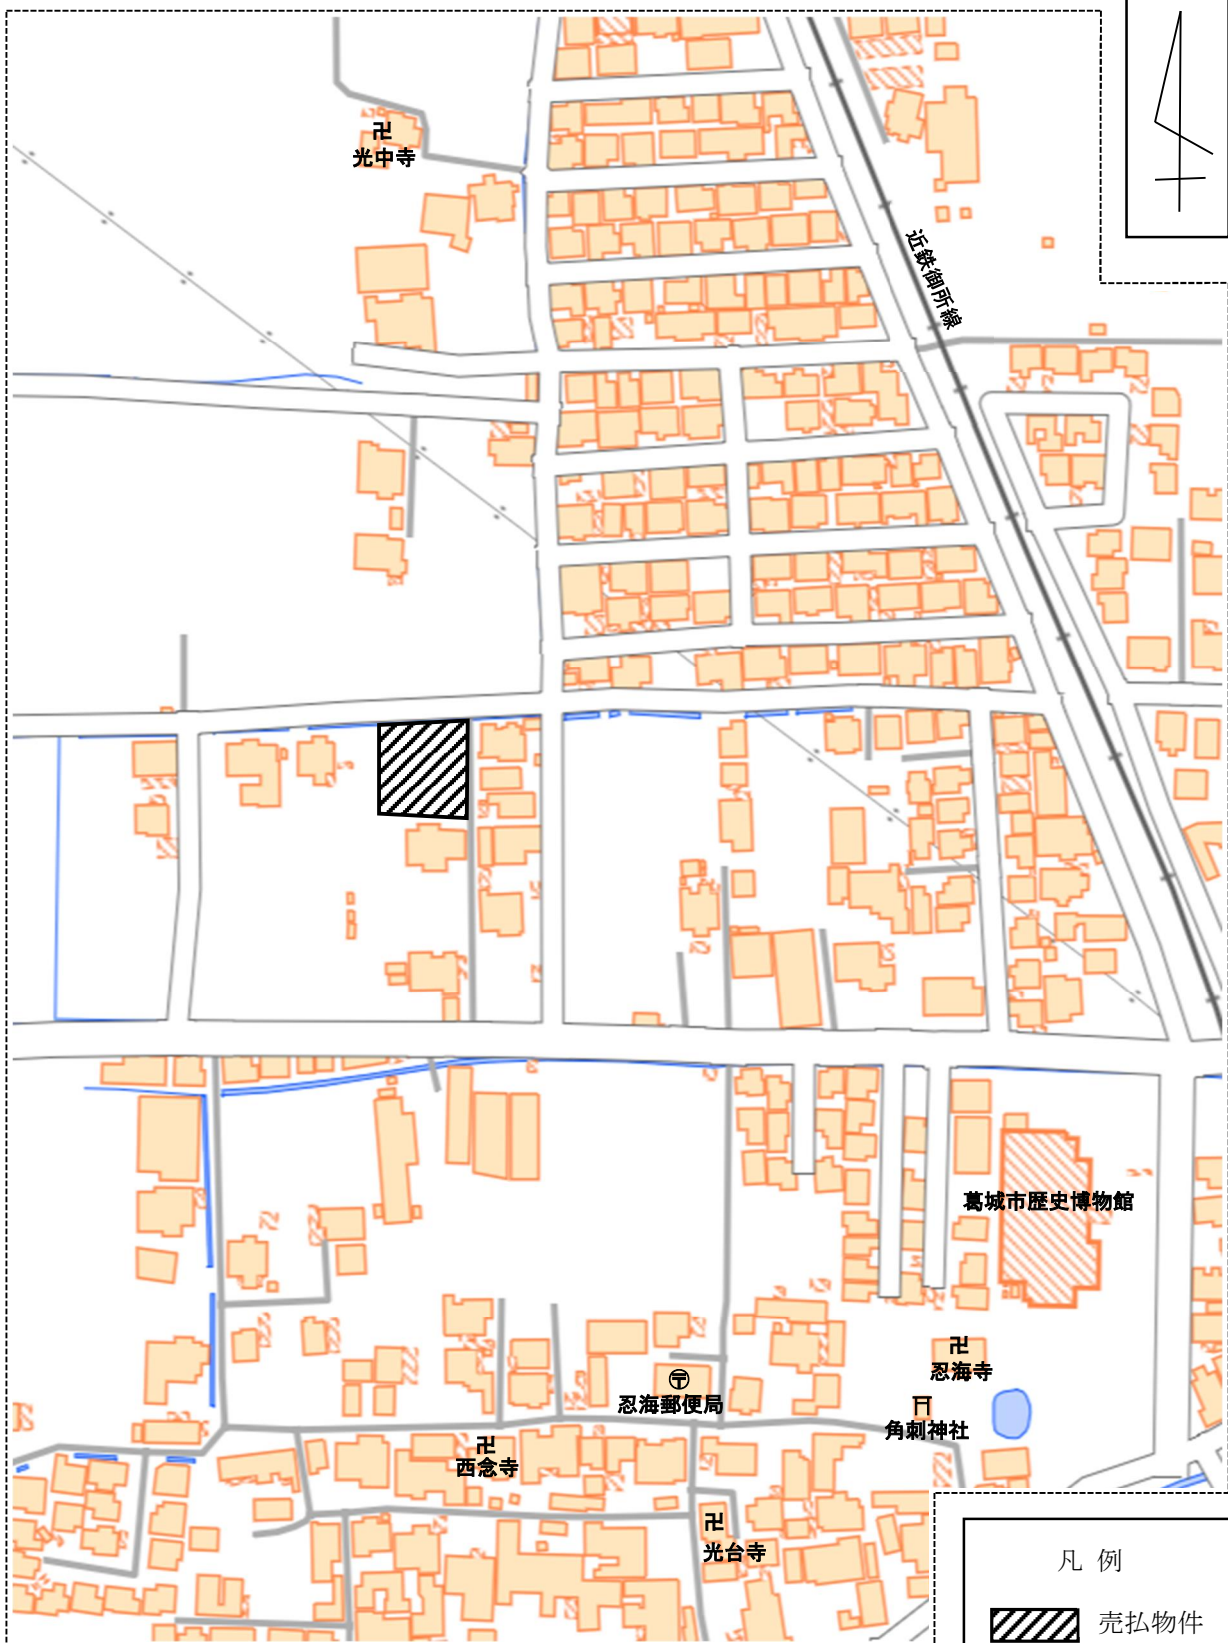 光中寺
近鉄御所線
葛城市歴史博物館
忍海寺
忍海郵便局
角刺神社
西念寺
光台寺
凡 例
売払物件